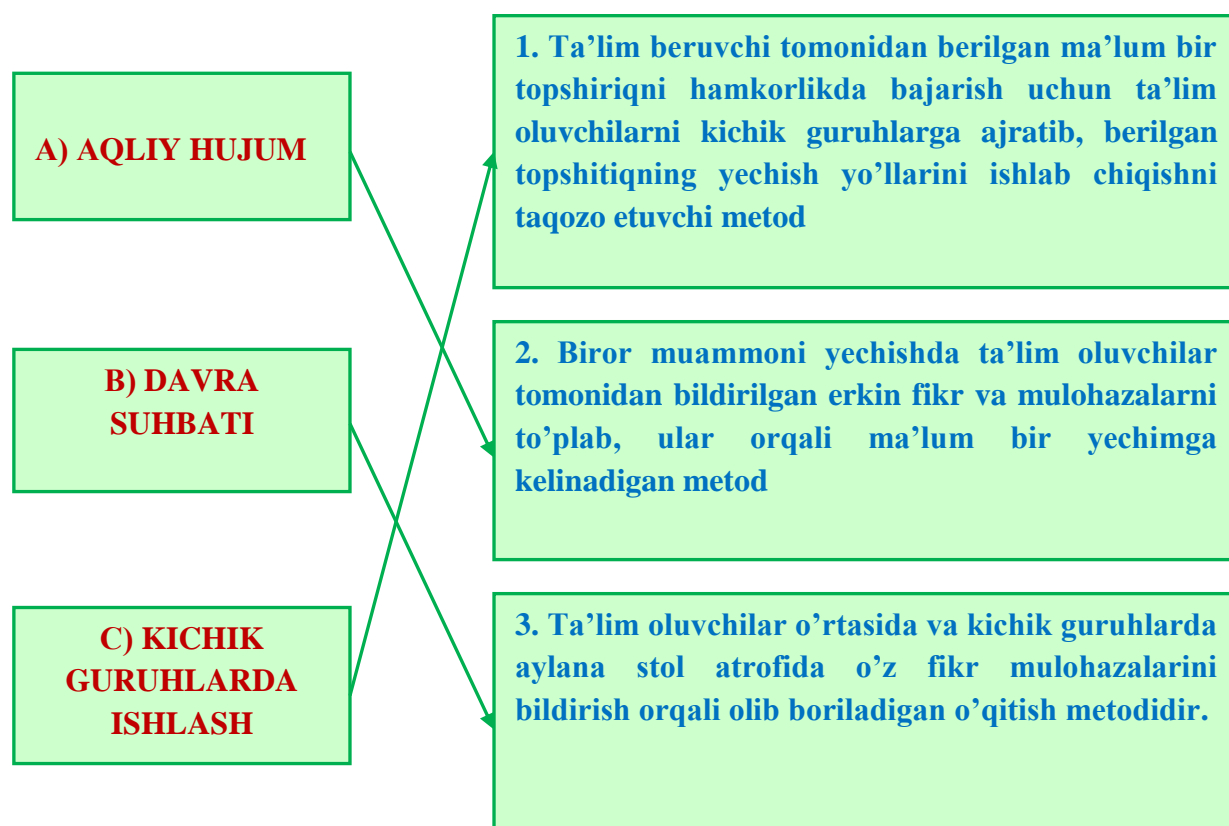 A) AQLIY HUJUM
B) DAVRA
SUHBATI
C) KICHIK
GURUHLARDA
ISHLASH
1. Ta’lim beruvchi tomonidan berilgan ma’lum bir
topshiriqni hamkorlikda bajarish uchun ta’lim
oluvchilarni kichik guruhlarga ajratib, berilgan
topshitiqning yechish yo’llarini ishlab chiqishni
taqozo etuvchi metod
2. Biror muammoni yechishda ta’lim oluvchilar
tomonidan bildirilgan erkin fikr va mulohazalarni
to’plab, ular orqali ma’lum bir yechimga
kelinadigan metod
3. Ta’lim oluvchilar o’rtasida va kichik guruhlarda
aylana stol atrofida o’z fikr mulohazalarini
bildirish orqali olib boriladigan o’qitish metodidir.